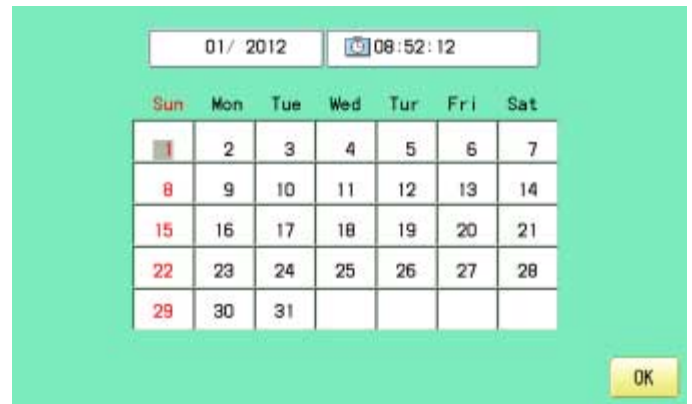 01/ 2012 08:52:12
Sun Mon Tue Wed Tur Fri Sat
1 2 3 4 5 6 7
8 9 10 11 12 13 14
15 16 17 18 19 20 21
22 23 24 25 26 27 28
29 30 31
OK